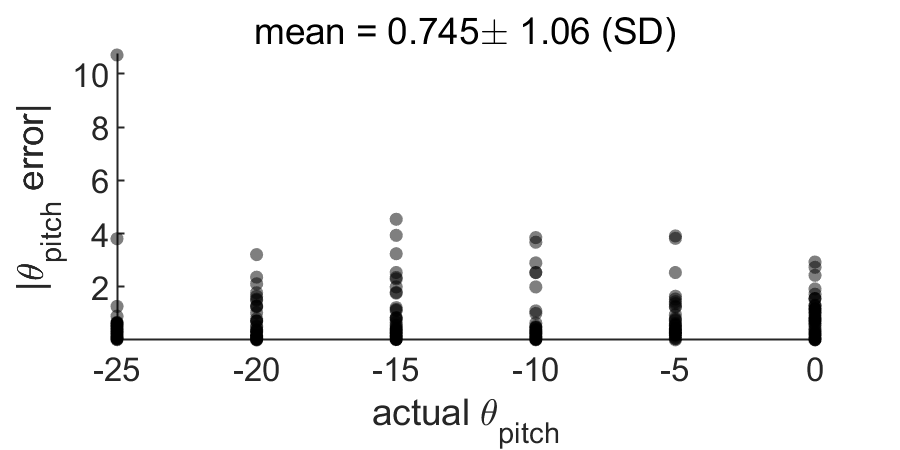 mean = 0.745± 1.06 (SD)
|θpitch error|
10
8
6
4
2
-25 -20 -15 -10 -5 0
actual θpitch